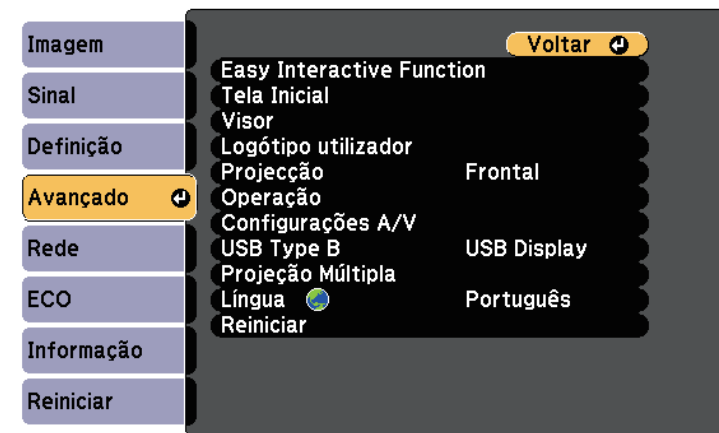 Imagem
Sinal
Definição
Avançado
Rede
ECO
Informação
Reiniciar
Voltar
Easy Interactive Function
Tela Inicial
Visor
Logótipo utilizador
Projecção Frontal
Operação
Configurações A/V
USB Type B USB Display
Projeção Múltipla
Língua Português
Reiniciar